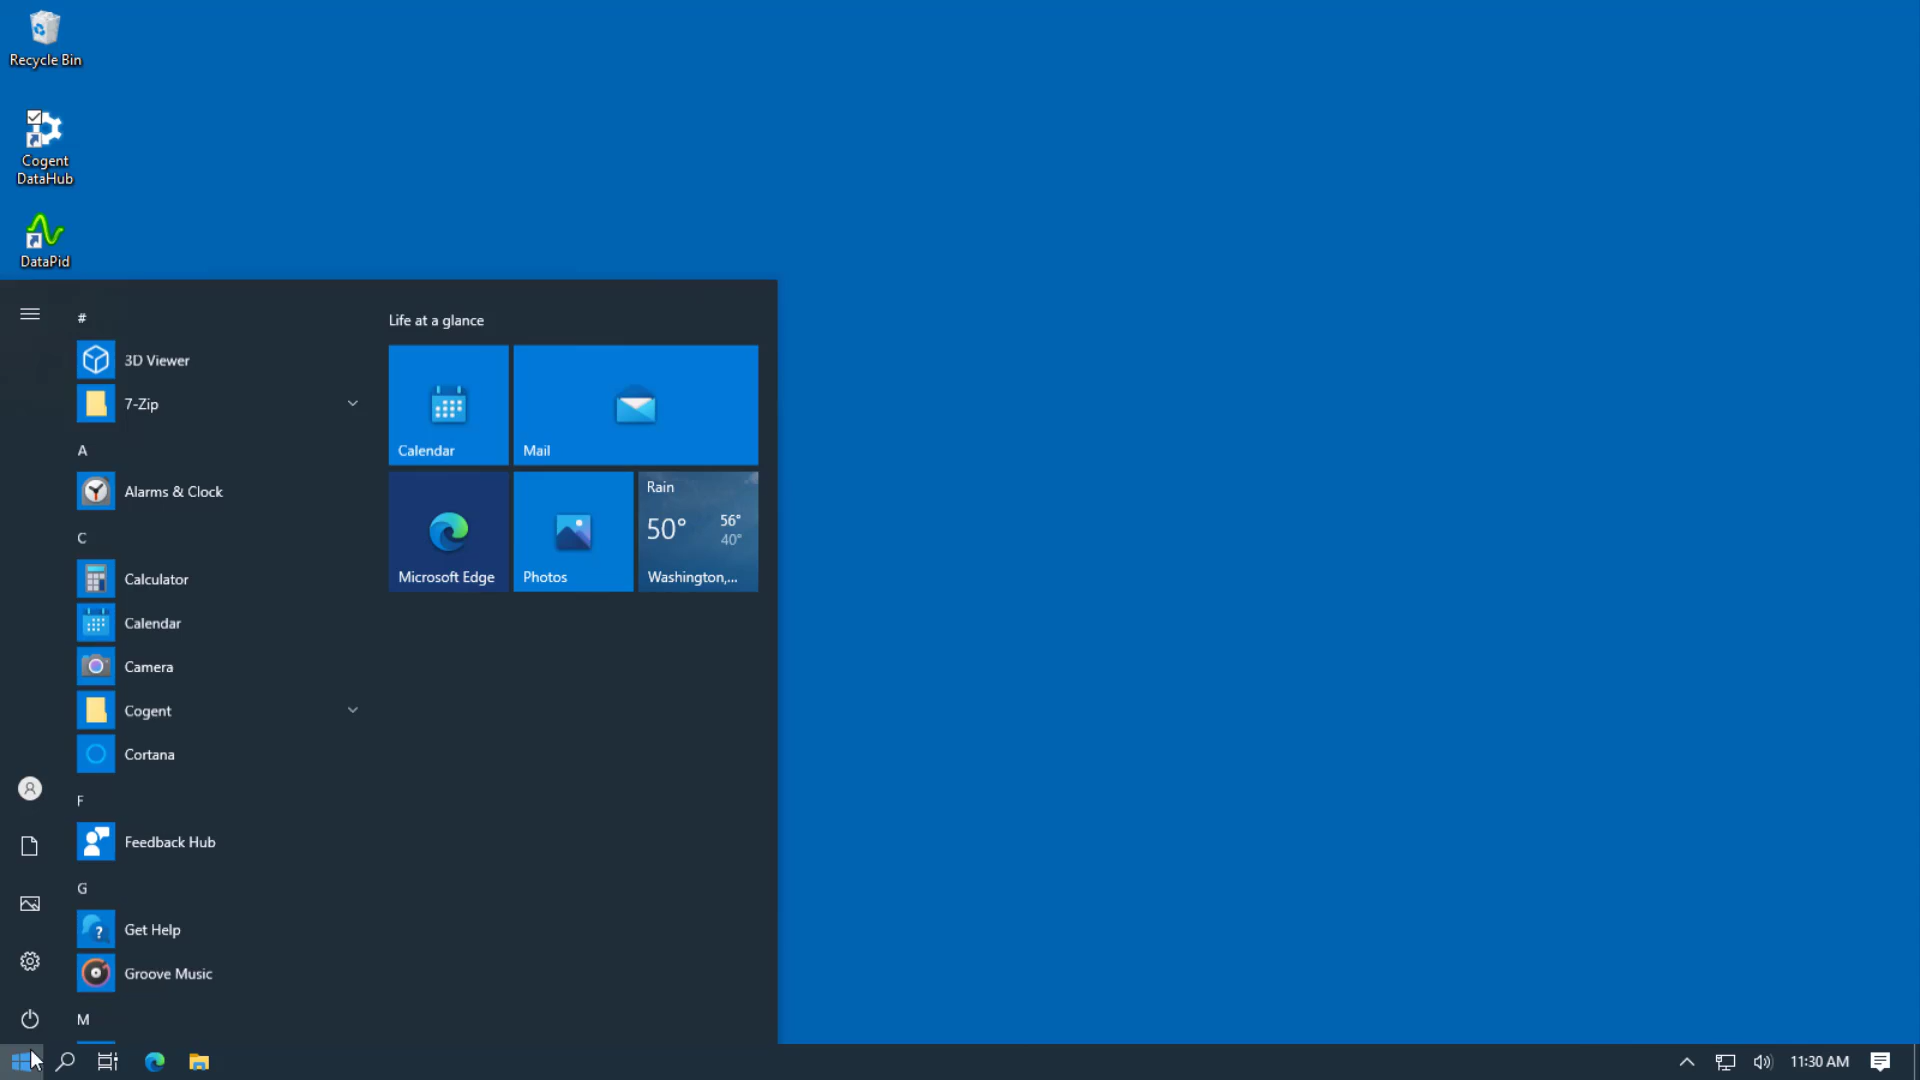 Recycle Bin
Cogent
DataHub
DataPid
#
3D Viewer
7-Zip
A
Alarms & Clock
C
Calculator
Calendar
Camera
Cogent
Cortana
F
Feedback Hub
G
Get Help
Groove Music
M
Life at a glance
Calendar
Mail
Microsoft Edge
Photos
Rain
50°
56°
40°
Washington,...
11:30 AM